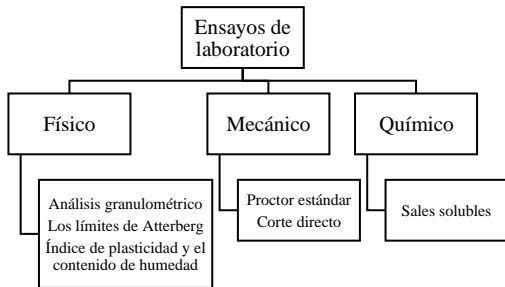 Ensayos de
laboratorio
Físico
Mecánico
Químico
Análisis granulométrico
Los límites de Atterberg
Índice de plasticidad y el
contenido de humedad
Proctor estándar
Corte directo
Sales solubles